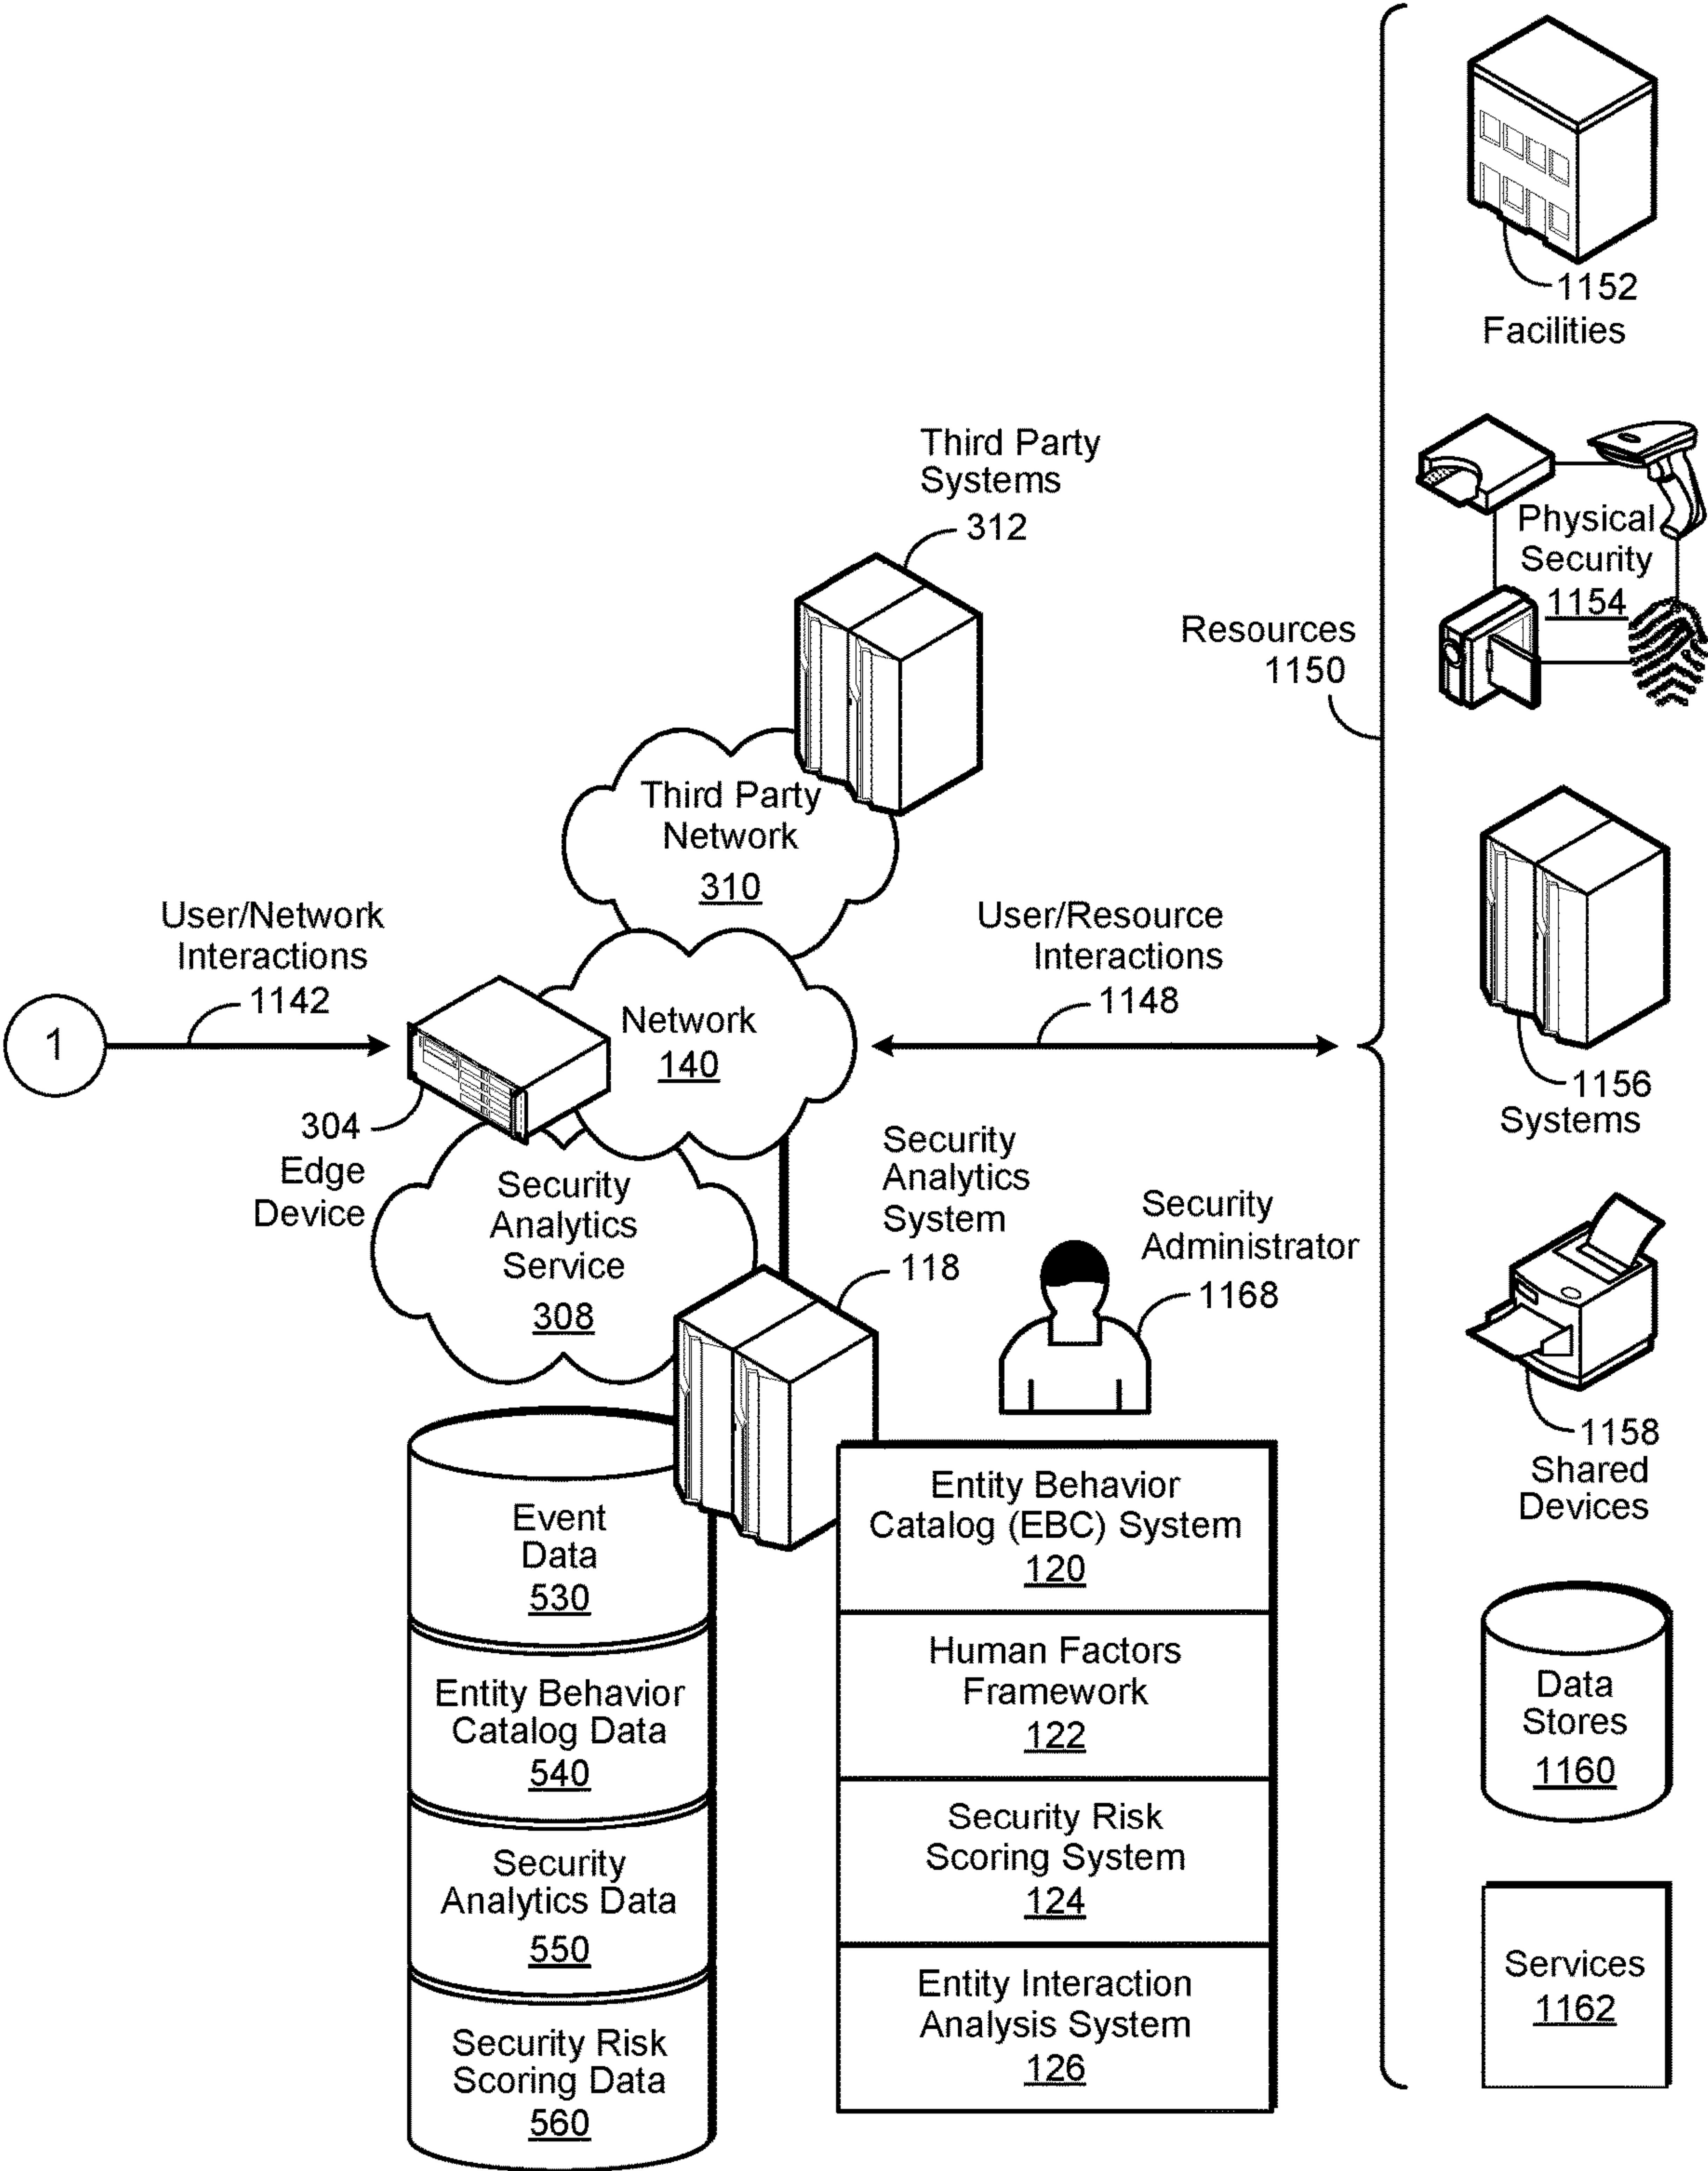 1152
Facilities
Third Party
Systems
312
Physical
Security
1154
Resources
1150
Third Party
Network
310
User/Network
Interactions
1142
User/Resource
Interactions
1148
1
Network
140
304
Edge
Device
1156
Systems
Security
Analytics
Service
308
Security
Analytics
System
118
Security
Administrator
1168
1158
Shared
Devices
Event
Data
530
Entity Behavior
Catalog Data
540
Security
Analytics Data
550
Security Risk
Scoring Data
560
Entity Behavior
Catalog (EBC) System
120
Human Factors
Framework
122
Security Risk
Scoring System
124
Entity Interaction
Analysis System
126
Data
Stores
1160
Services
1162